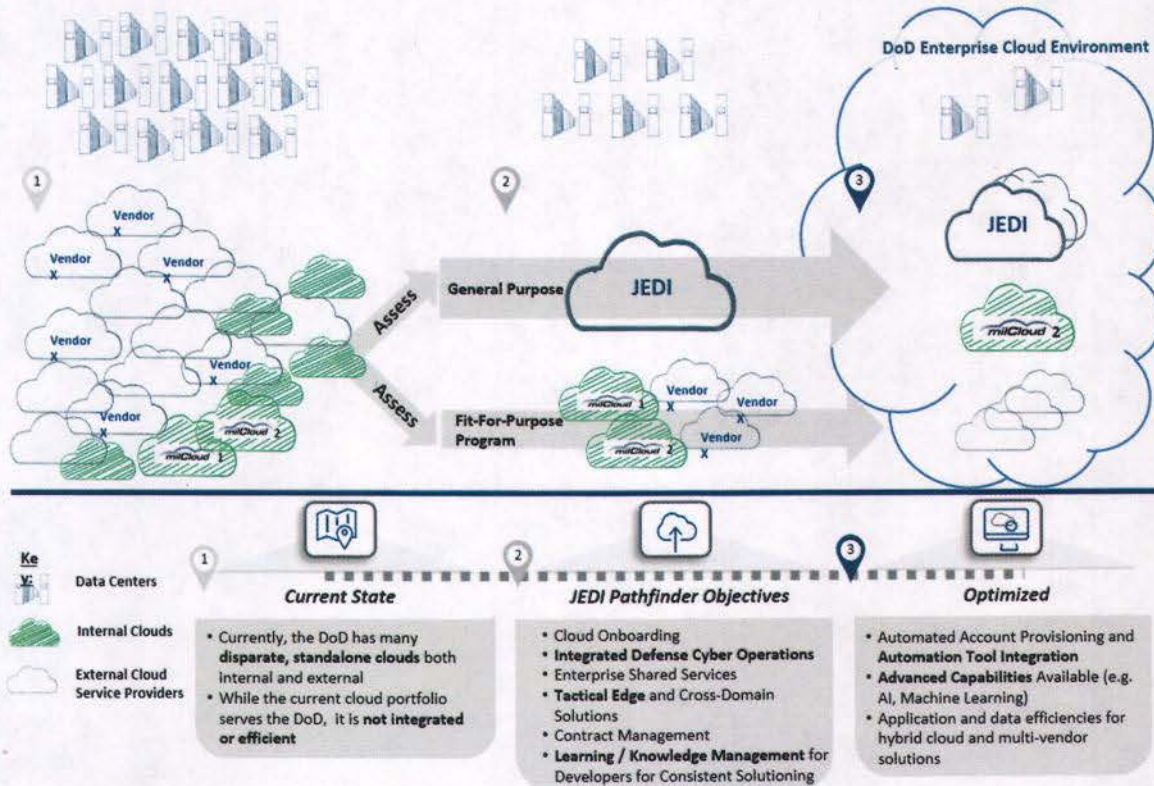 DoD Enterprise Cloud Environment
1
2
3
Vendor
X
Vendor
X
Vendor
X
Vendor
X
Vendor
X
Vendor
X
milCloud 2
milCloud 1
Assess
Assess
General Purpose
JEDI
Fit-For-Purpose
Program
milCloud 1
milCloud 2
Vendor
X
Vendor
X
Vendor
X
JEDI
milCloud 2
Ke
y:
Data Centers
Internal Clouds
External Cloud
Service Providers
1
Current State
• Currently, the DoD has many
disparate, standalone clouds both
internal and external
• While the current cloud portfolio
serves the DoD, it is not integrated
or efficient
2
JEDI Pathfinder Objectives
• Cloud Onboarding
• Integrated Defense Cyber Operations
• Enterprise Shared Services
• Tactical Edge and Cross-Domain
Solutions
• Contract Management
• Learning / Knowledge Management for
Developers for Consistent Solutioning
3
Optimized
• Automated Account Provisioning and
Automation Tool Integration
• Advanced Capabilities Available (e.g.
AI, Machine Learning)
• Application and data efficiencies for
hybrid cloud and multi-vendor
solutions